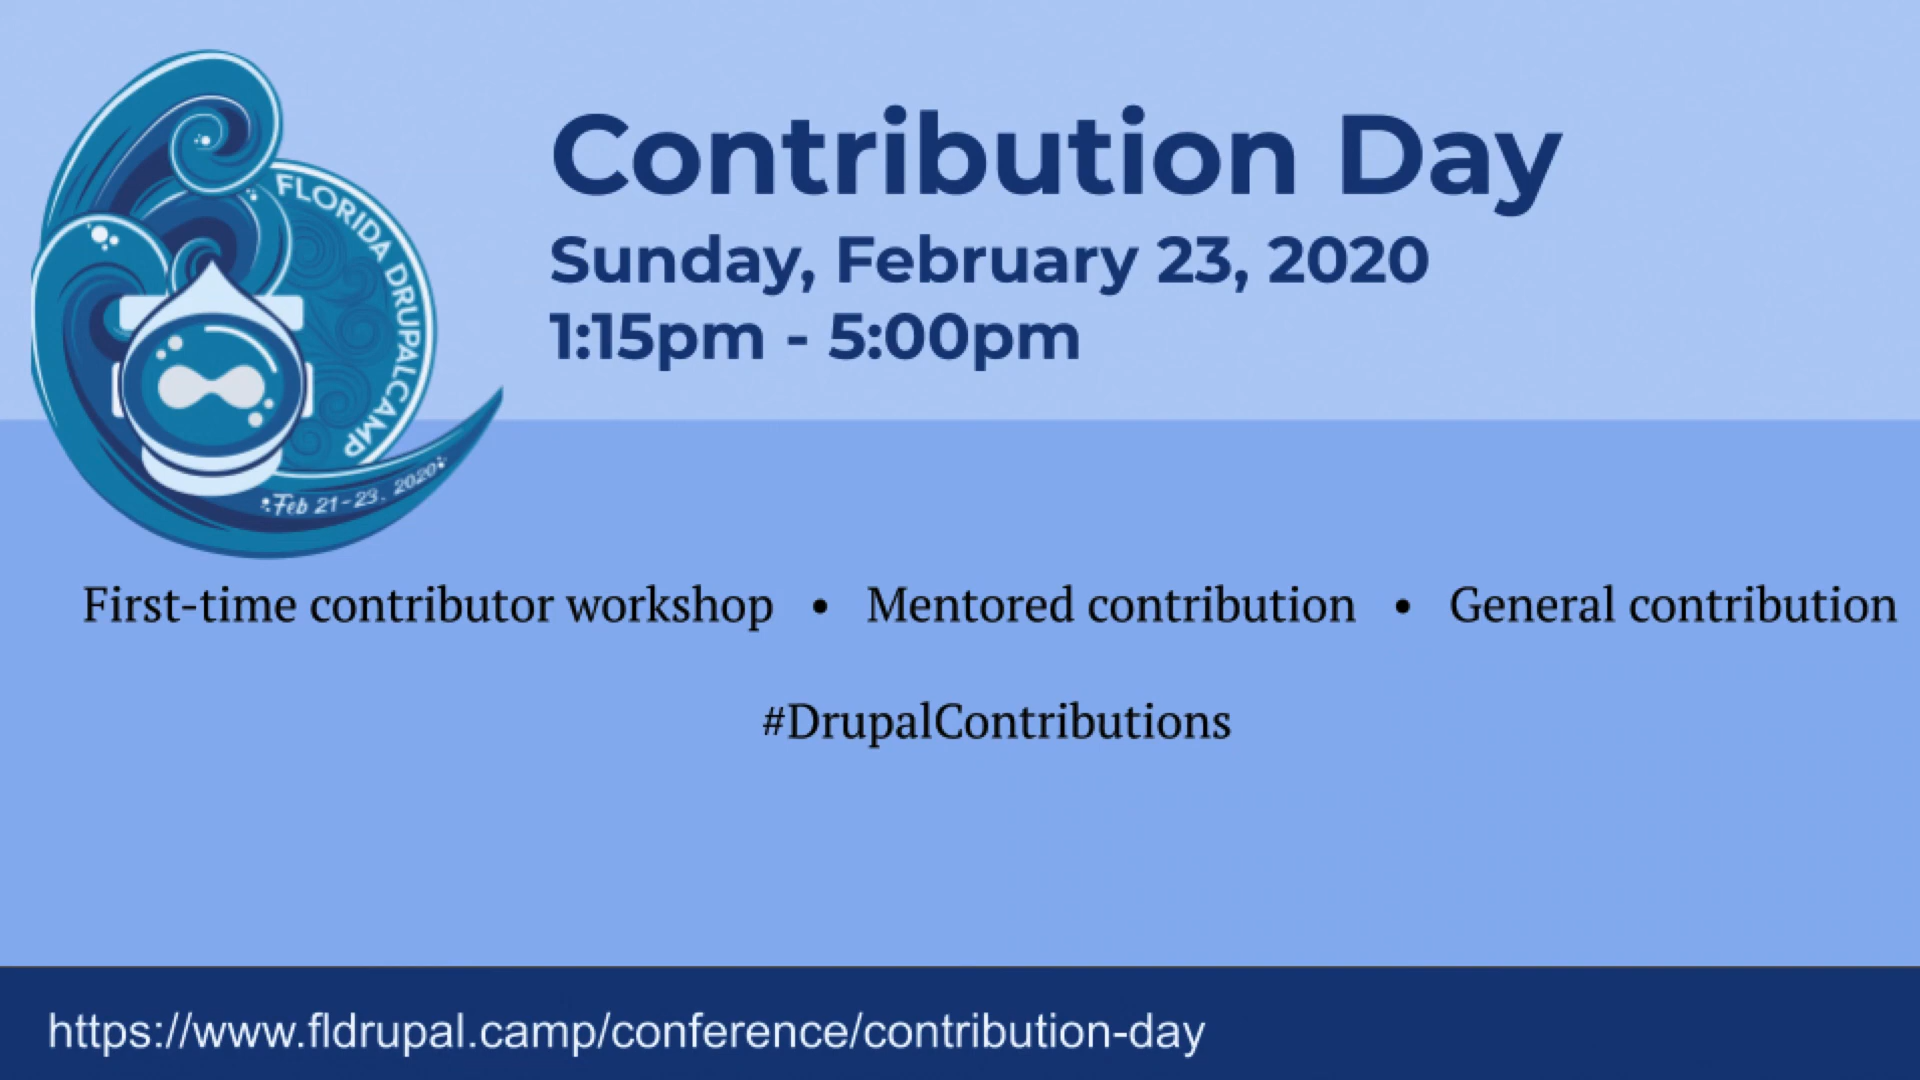 Contribution Day
Sunday, February 23, 2020
1:15pm - 5:00pm
FLORIDA DRUPALCAMP
Feb 21-23, 2020
First-time contributor workshop • Mentored contribution • General contribution
#DrupalContributions
https://www.fldrupal.camp/conference/contribution-day